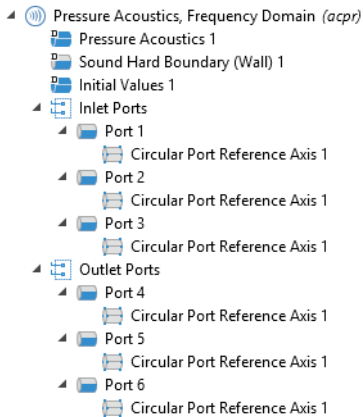 Pressure Acoustics, Frequency Domain (acpr)
Pressure Acoustics 1
Sound Hard Boundary (Wall) 1
Initial Values 1
Inlet Ports
Port 1
Circular Port Reference Axis 1
Port 2
Circular Port Reference Axis 1
Port 3
Circular Port Reference Axis 1
Outlet Ports
Port 4
Circular Port Reference Axis 1
Port 5
Circular Port Reference Axis 1
Port 6
Circular Port Reference Axis 1